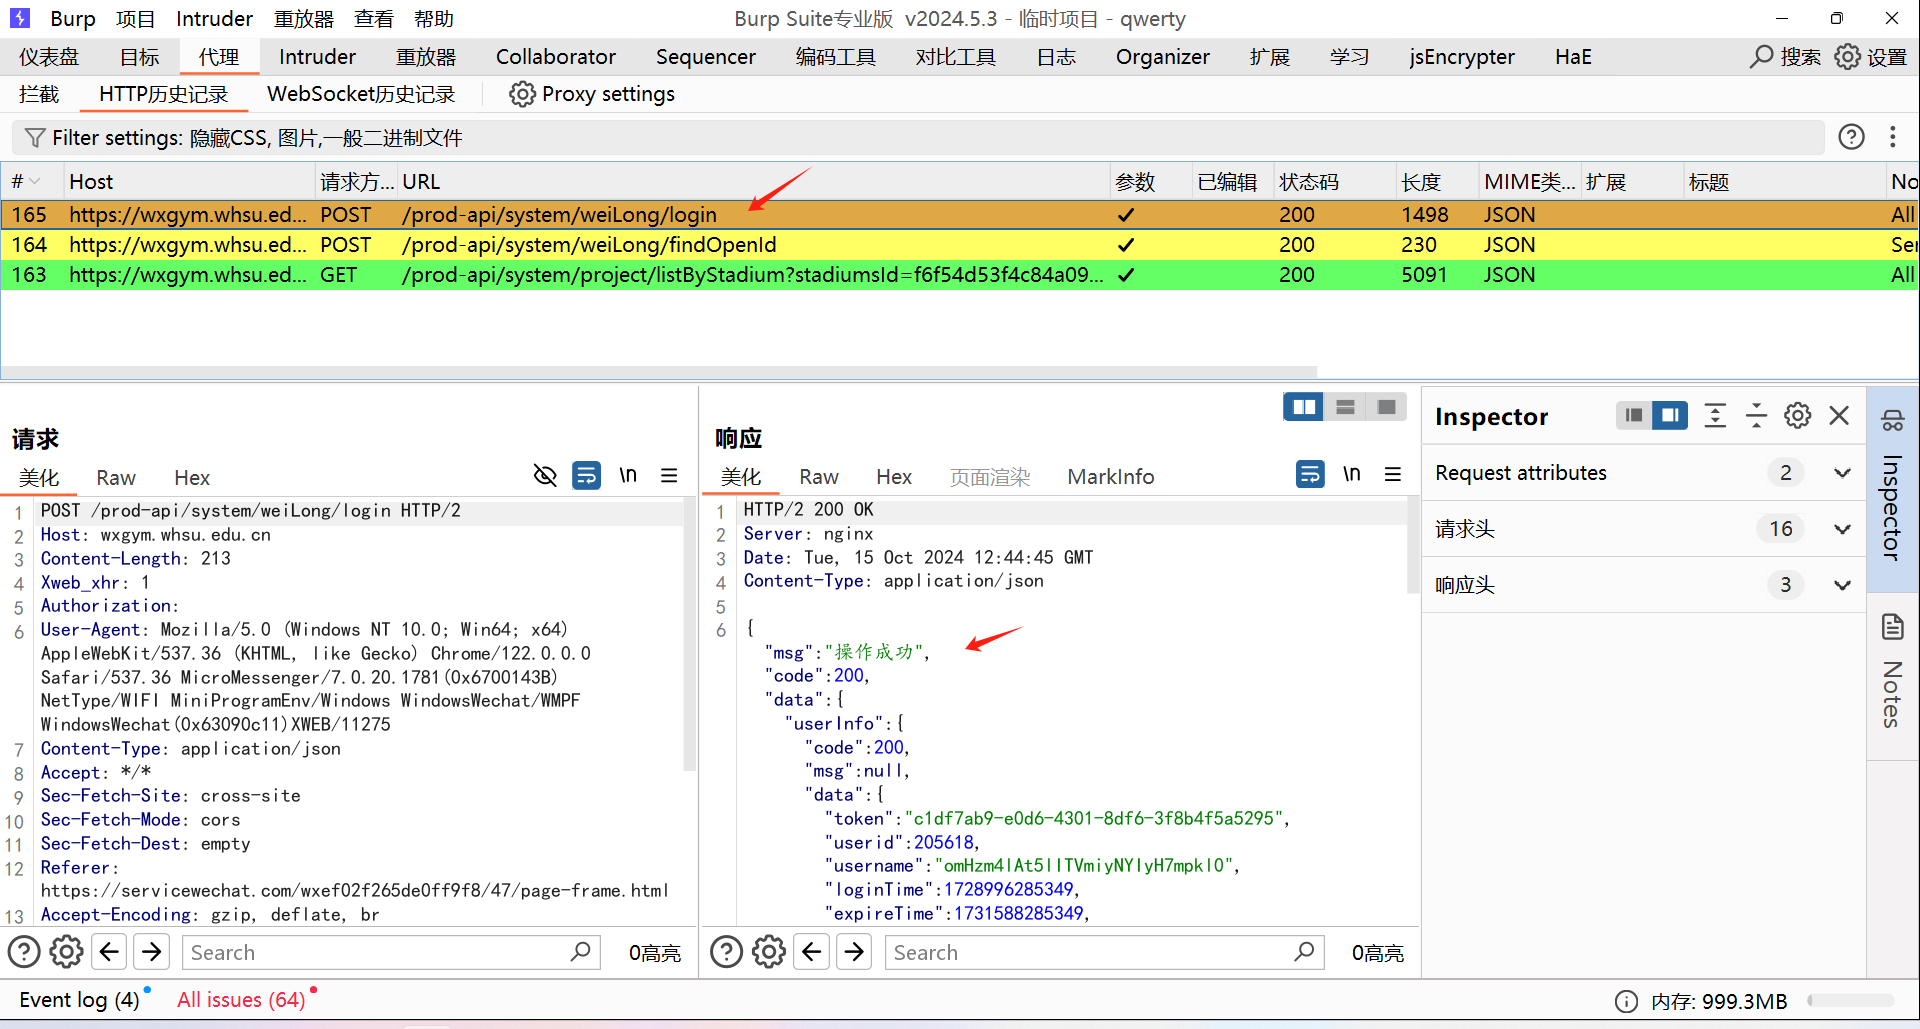 Burp 项目 Intruder 重放器 查看 帮助 Burp Suite专业版 v2024.5.3 - 临时项目 - qwerty
仪表盘 目标 代理 Intruder 重放器 Collaborator Sequencer 编码工具 对比工具 日志 Organizer 扩展 学习 jsEncrypter HaE 搜索 设置
拦截 HTTP历史记录 WebSocket历史记录 Proxy settings
Filter settings: 隐藏CSS, 图片,一般二进制文件
# Host 请求方... URL 参数 已编辑 状态码 长度 MIME类... 扩展 标题 No
165 https://wxgym.whsu.ed... POST /prod-api/system/weiLong/login ✓ 200 1498 JSON All
164 https://wxgym.whsu.ed... POST /prod-api/system/weiLong/findOpenId ✓ 200 230 JSON Ser
163 https://wxgym.whsu.ed... GET /prod-api/system/project/listByStadium?stadiumsId=f6f54d53f4c84a09... ✓ 200 5091 JSON All
请求
美化 Raw Hex \n
1 POST /prod-api/system/weiLong/login HTTP/2
2 Host: wxgym.whsu.edu.cn
3 Content-Length: 213
4 Xweb_xhr: 1
5 Authorization:
6 User-Agent: Mozilla/5.0 (Windows NT 10.0; Win64; x64)
AppleWebKit/537.36 (KHTML, like Gecko) Chrome/122.0.0.0
Safari/537.36 MicroMessenger/7.0.20.1781(0x6700143B)
NetType/WIFI MiniProgramEnv/Windows WindowsWechat/WMPF
WindowsWechat(0x63090c11)XWEB/11275
7 Content-Type: application/json
8 Accept: */*
9 Sec-Fetch-Site: cross-site
10 Sec-Fetch-Mode: cors
11 Sec-Fetch-Dest: empty
12 Referer:
https://servicewechat.com/wxef02f265de0ff9f8/47/page-frame.html
13 Accept-Encoding: gzip, deflate, br
Search 0高亮
响应
美化 Raw Hex 页面渲染 MarkInfo \n
1 HTTP/2 200 OK
2 Server: nginx
3 Date: Tue, 15 Oct 2024 12:44:45 GMT
4 Content-Type: application/json
5
6 {
"msg":"操作成功",
"code":200,
"data":{
"userInfo":{
"code":200,
"msg":null,
"data":{
"token":"c1df7ab9-e0d6-4301-8df6-3f8b4f5a5295",
"userid":205618,
"username":"omHzm4lAt5lITVmiyNYlyH7mpkl0",
"loginTime":1728996285349,
"expireTime":1731588285349,
Search 0高亮
Inspector
Request attributes 2
请求头 16
响应头 3
Inspector
Notes
Event log (4) All issues (64) 内存: 999.3MB